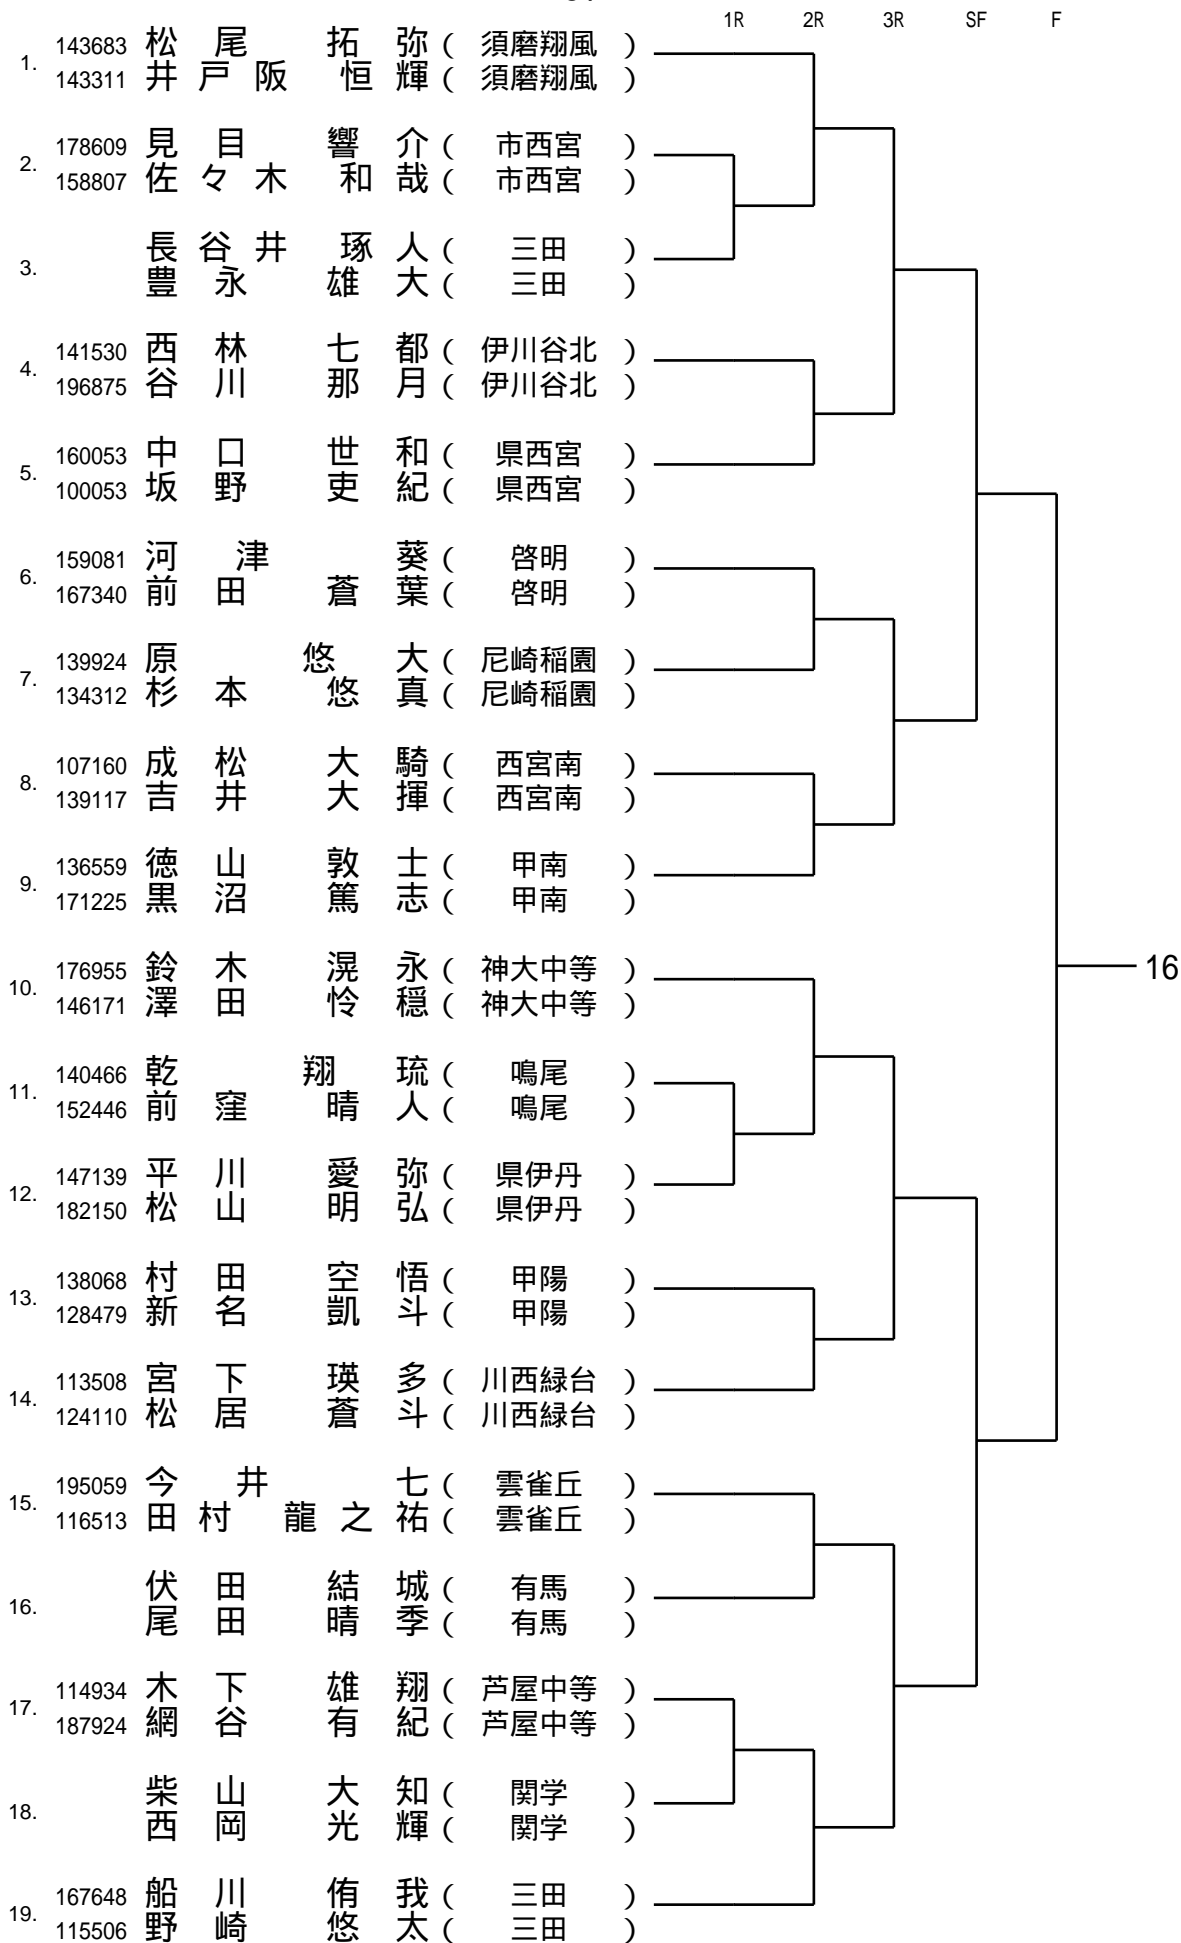 1R 2R 3R SF F
1. 143683 松尾 拓弥 ( 須磨翔風 )
143311 井戸阪 恒輝 ( 須磨翔風 )
2. 178609 見目 響介 ( 市西宮 )
158807 佐々木 和哉 ( 市西宮 )
3. 長谷井 琢人 ( 三田 )
豊永 雄大 ( 三田 )
4. 141530 西林 七都 ( 伊川谷北 )
196875 谷川 那月 ( 伊川谷北 )
5. 160053 中口 世和 ( 県西宮 )
100053 坂野 吏紀 ( 県西宮 )
6. 159081 河津 葵 ( 啓明 )
167340 前田 蒼葉 ( 啓明 )
7. 139924 原 悠大 ( 尼崎稲園 )
134312 杉本 悠真 ( 尼崎稲園 )
8. 107160 成松 大騎 ( 西宮南 )
139117 吉井 大揮 ( 西宮南 )
9. 136559 徳山 敦士 ( 甲南 )
171225 黒沼 篤志 ( 甲南 )
10. 176955 鈴木 滉永 ( 神大中等 )
146171 澤田 怜穏 ( 神大中等 )
16
11. 140466 乾 翔琉 ( 鳴尾 )
152446 前窪 晴人 ( 鳴尾 )
12. 147139 平川 愛弥 ( 県伊丹 )
182150 松山 明弘 ( 県伊丹 )
13. 138068 村田 空悟 ( 甲陽 )
128479 新名 凱斗 ( 甲陽 )
14. 113508 宮下 瑛多 ( 川西緑台 )
124110 松居 蒼斗 ( 川西緑台 )
15. 195059 今井 七 ( 雲雀丘 )
116513 田村 龍之祐 ( 雲雀丘 )
16. 伏田 結城 ( 有馬 )
尾田 晴季 ( 有馬 )
17. 114934 木下 雄翔 ( 芦屋中等 )
187924 網谷 有紀 ( 芦屋中等 )
18. 柴山 大知 ( 関学 )
西岡 光輝 ( 関学 )
19. 167648 船川 侑我 ( 三田 )
115506 野崎 悠太 ( 三田 )